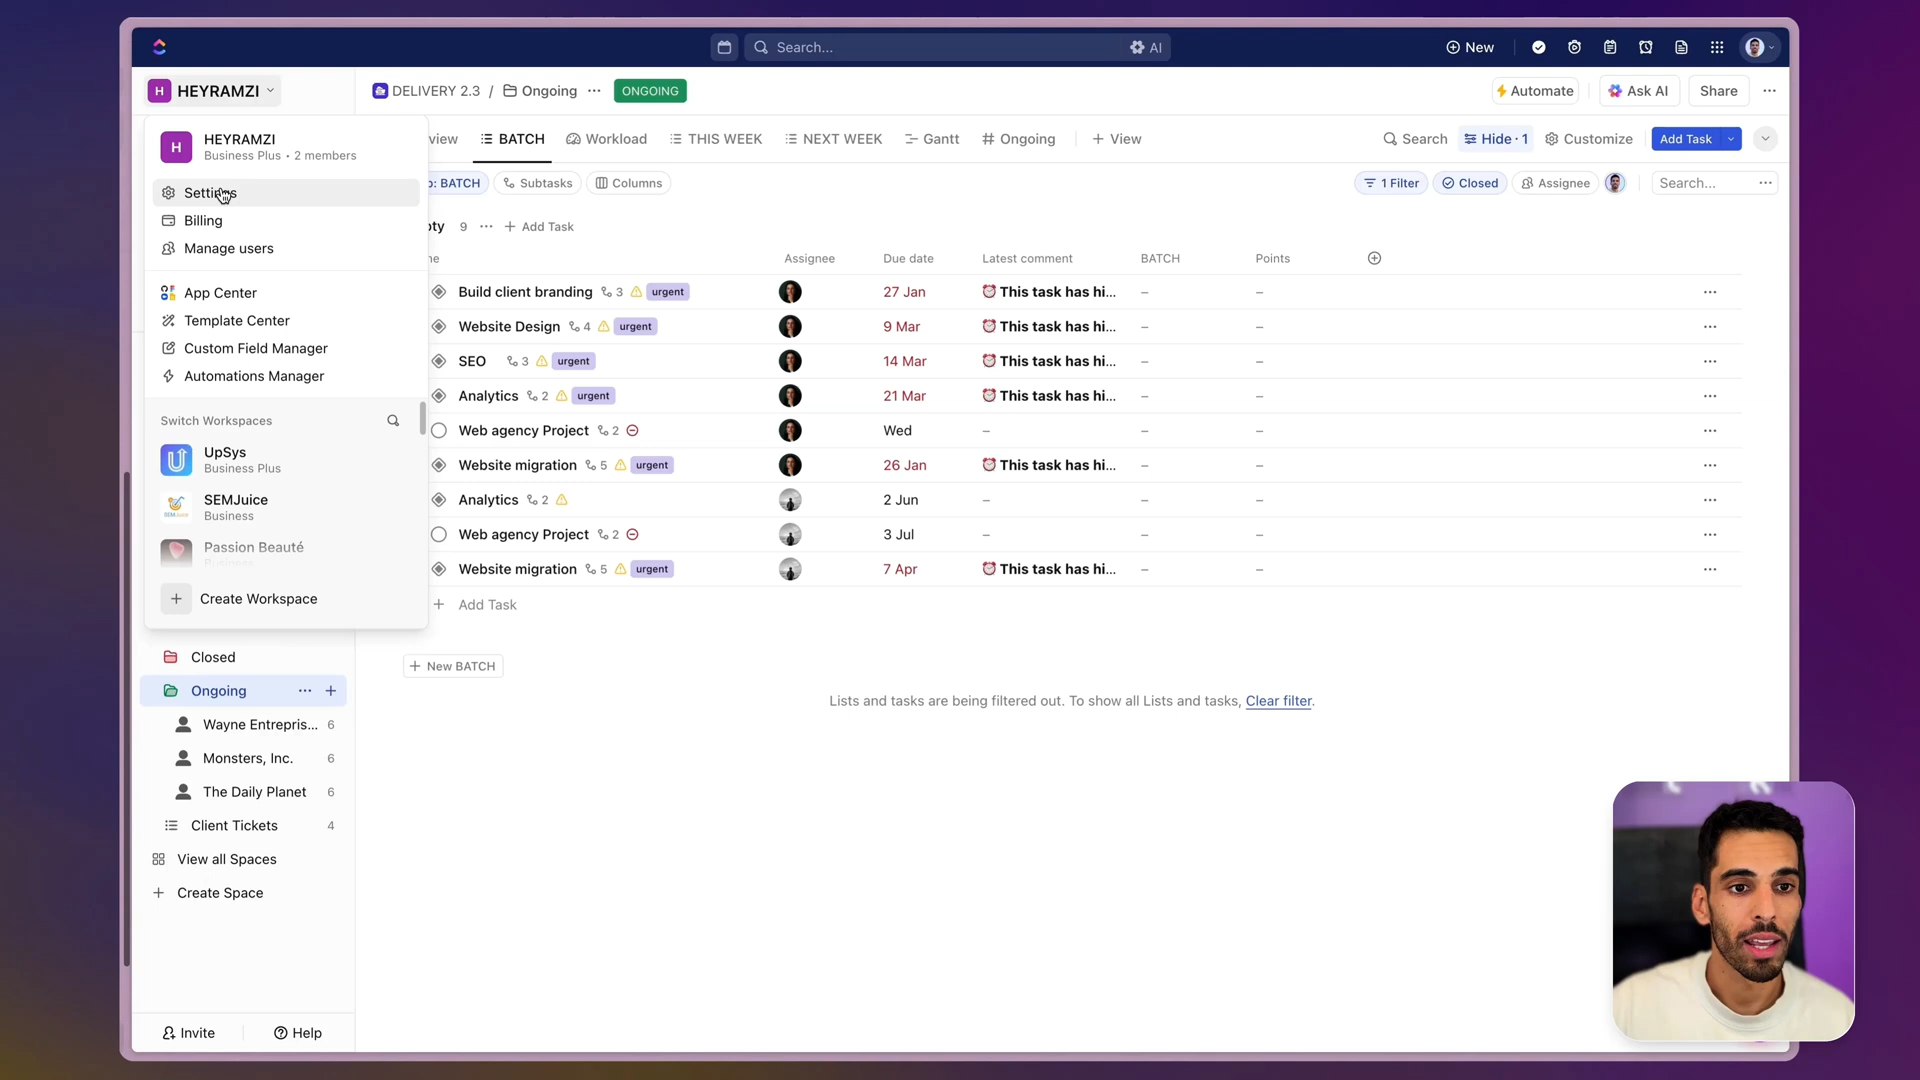 Search...
AI
New
H HEYRAMZI
DELIVERY 2.3 / Ongoing ... ONGOING
Automate
Ask AI
Share
H
HEYRAMZI
Business Plus • 2 members
Settings
Billing
Manage users
App Center
Template Center
Custom Field Manager
Automations Manager
Switch Workspaces
UpSys
Business Plus
SEMJuice
Business
Passion Beauté
Business
+ Create Workspace
Closed
Ongoing ... +
Wayne Entrepris... 6
Monsters, Inc. 6
The Daily Planet 6
Client Tickets 4
View all Spaces
+ Create Space
Invite
Help
view
BATCH
Workload
THIS WEEK
NEXT WEEK
Gantt
# Ongoing
+ View
Search
Hide · 1
Customize
Add Task
: BATCH
Subtasks
Columns
1 Filter
Closed
Assignee
Search...
pty 9 ... + Add Task
me Assignee Due date Latest comment BATCH Points
Build client branding 3 urgent 27 Jan This task has hi... – –
Website Design 4 urgent 9 Mar This task has hi... – –
SEO 3 urgent 14 Mar This task has hi... – –
Analytics 2 urgent 21 Mar This task has hi... – –
Web agency Project 2 Wed – – –
Website migration 5 urgent 26 Jan This task has hi... – –
Analytics 2 2 Jun – – –
Web agency Project 2 3 Jul – – –
Website migration 5 urgent 7 Apr This task has hi... – –
+ Add Task
+ New BATCH
Lists and tasks are being filtered out. To show all Lists and tasks, Clear filter.